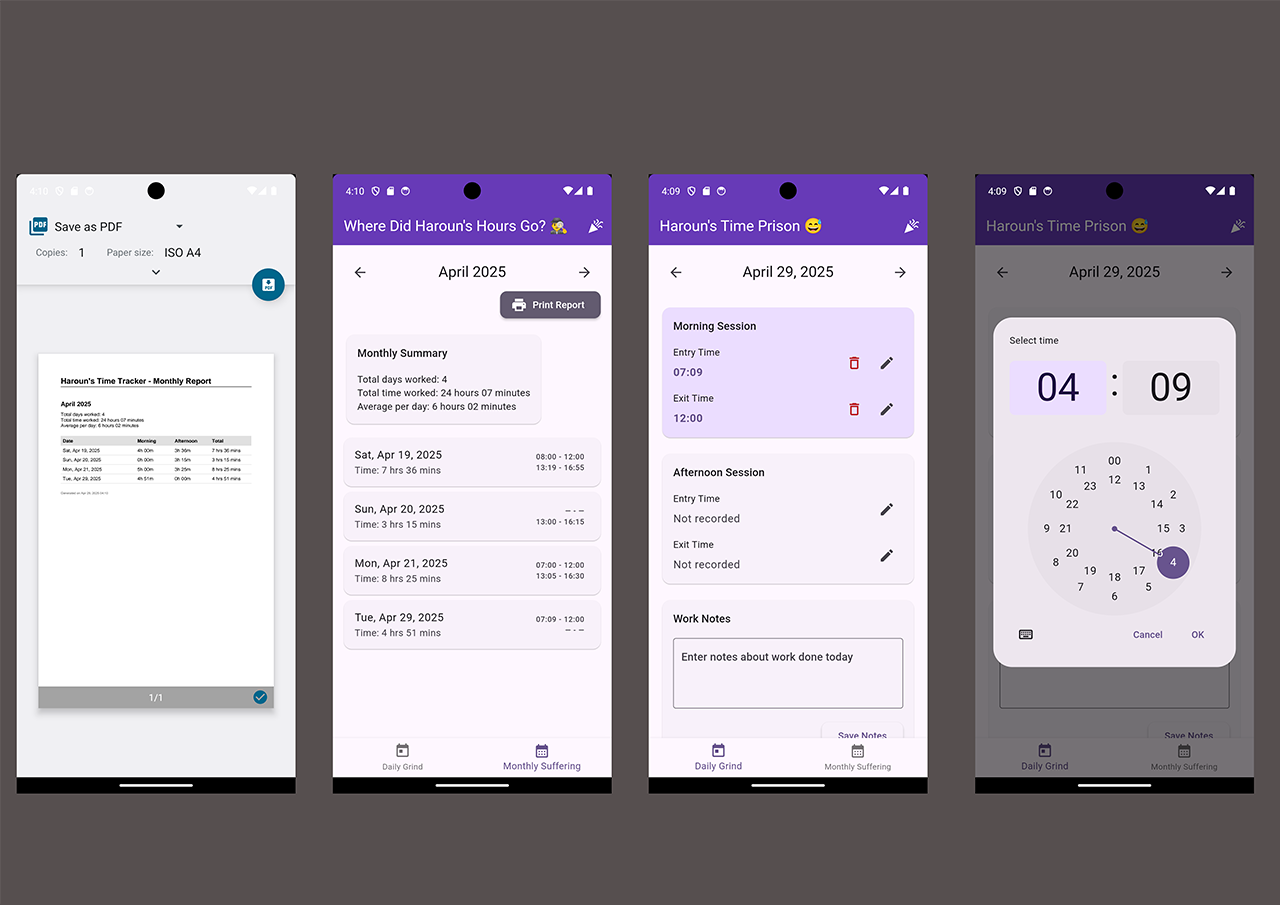 4:10
Save as PDF
Copies: 1 Paper size: ISO A4
Haroun's Time Tracker - Monthly Report
April 2025
Total days worked: 4
Total time worked: 24 hours 07 minutes
Average per day: 6 hours 02 minutes
Date Morning Afternoon Total
Sat, Apr 19, 2025 4h 00m 3h 36m 7 hrs 36 mins
Sun, Apr 20, 2025 0h 00m 3h 15m 3 hrs 15 mins
Mon, Apr 21, 2025 5h 00m 3h 25m 8 hrs 25 mins
Tue, Apr 29, 2025 4h 51m 0h 00m 4 hrs 51 mins
1/1
4:10
Where Did Haroun's Hours Go? 🕵️
April 2025
Print Report
Monthly Summary
Total days worked: 4
Total time worked: 24 hours 07 minutes
Average per day: 6 hours 02 minutes
Sat, Apr 19, 2025 08:00 - 12:00
Time: 7 hrs 36 mins 13:19 - 16:55
Sun, Apr 20, 2025 – - –
Time: 3 hrs 15 mins 13:00 - 16:15
Mon, Apr 21, 2025 07:00 - 12:00
Time: 8 hrs 25 mins 13:05 - 16:30
Tue, Apr 29, 2025 07:09 - 12:00
Time: 4 hrs 51 mins – - –
Daily Grind Monthly Suffering
4:09
Haroun's Time Prison 😅
April 29, 2025
Morning Session
Entry Time
07:09
Exit Time
12:00
Afternoon Session
Entry Time
Not recorded
Exit Time
Not recorded
Work Notes
Enter notes about work done today
Save Notes
Daily Grind Monthly Suffering
4:09
Haroun's Time Prison 😅
April 29, 2025
Select time
04 : 09
00
11 1
12
23 13
10 2
22 14
9 21 15 3
20 16
8 4
19 17
18
7 5
6
Cancel OK
Save Notes
Daily Grind Monthly Suffering